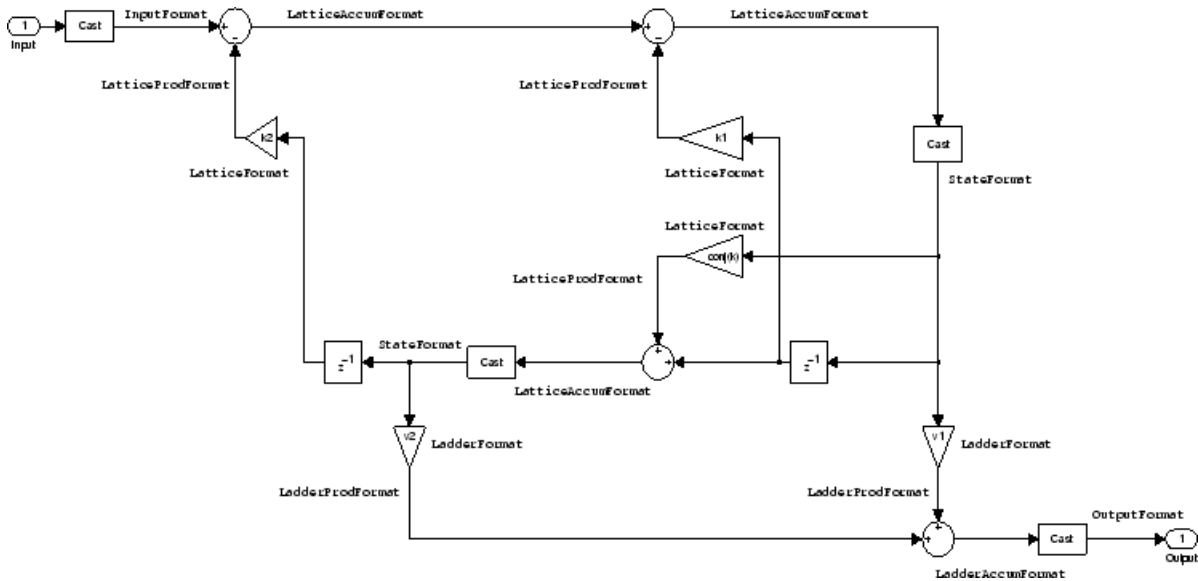 1
Input
Cast
InputFormat
+
-
LatticeAccumFormat
+
-
LatticeAccumFormat
LatticeProdFormat
LatticeProdFormat
k2
k1
Cast
LatticeFormat
LatticeFormat
StateFormat
LatticeFormat
conj(k)
LatticeProdFormat
StateFormat
z-1
Cast
+
+
z-1
LatticeAccumFormat
v2
LadderFormat
v1
LadderFormat
LadderProdFormat
LadderProdFormat
OutputFormat
+
+
Cast
1
Output
LadderAccumFormat